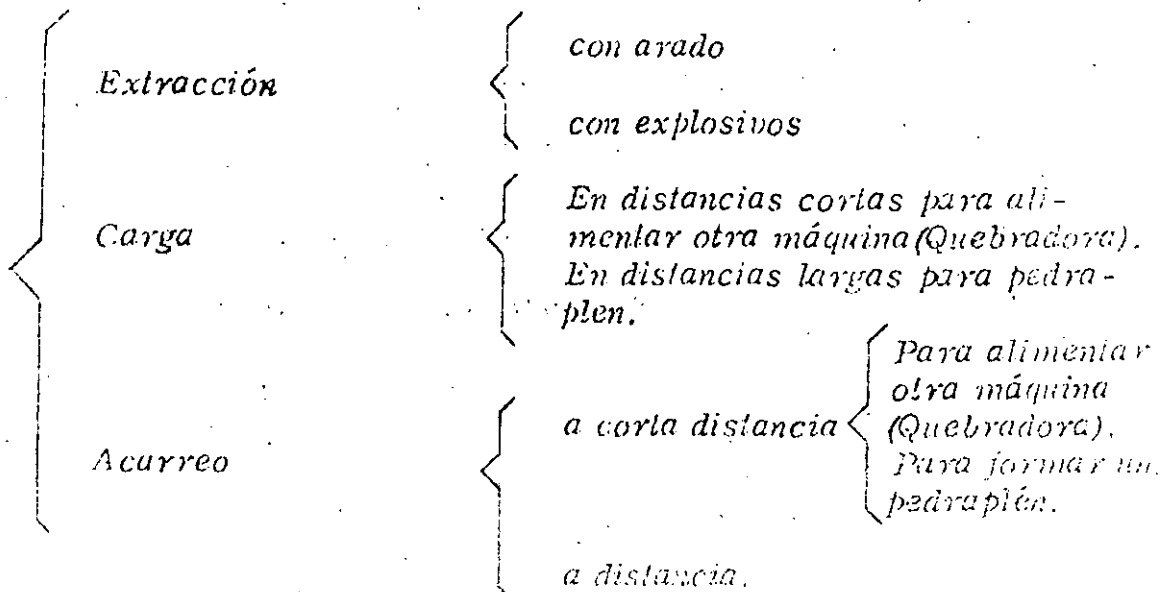 Extracción
con arado
con explosivos
Carga
En distancias cortas para ali-
mentar otra máquina (Quebradora).
En distancias largas para pedra-
plen.
Acarreo
a corta distancia
Para alimentar
otra máquina
(Quebradora).
Para formar un
pedraplén.
a distancia.